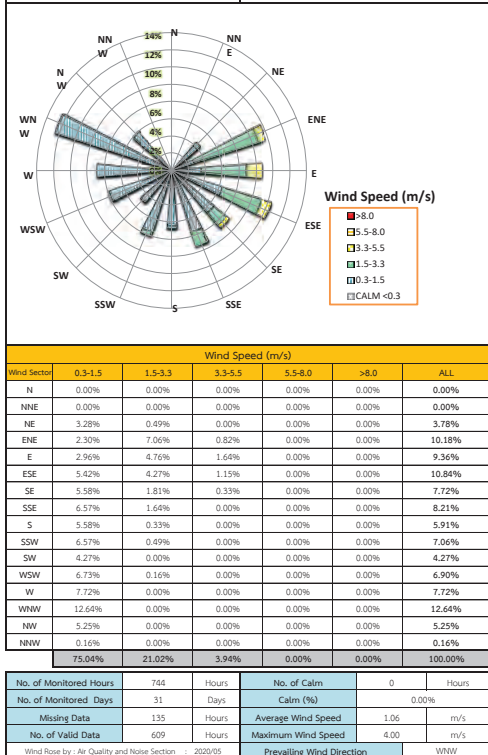 14% N
NN
W
NN
E
12%
10%
8%
6%
4%
2%
N
W
NE
WN
W
ENE
W
E
WSW
ESE
SW
SE
SSW
S
SSE
Wind Speed (m/s)
>8.0
5.5-8.0
3.3-5.5
1.5-3.3
0.3-1.5
CALM <0.3
Wind Speed (m/s)
Wind Sector 0.3-1.5 1.5-3.3 3.3-5.5 5.5-8.0 >8.0 ALL
N 0.00% 0.00% 0.00% 0.00% 0.00% 0.00%
NNE 0.00% 0.00% 0.00% 0.00% 0.00% 0.00%
NE 3.28% 0.49% 0.00% 0.00% 0.00% 3.78%
ENE 2.30% 7.06% 0.82% 0.00% 0.00% 10.18%
E 2.96% 4.76% 1.64% 0.00% 0.00% 9.36%
ESE 5.42% 4.27% 1.15% 0.00% 0.00% 10.84%
SE 5.58% 1.81% 0.33% 0.00% 0.00% 7.72%
SSE 6.57% 1.64% 0.00% 0.00% 0.00% 8.21%
S 5.58% 0.33% 0.00% 0.00% 0.00% 5.91%
SSW 6.57% 0.49% 0.00% 0.00% 0.00% 7.06%
SW 4.27% 0.00% 0.00% 0.00% 0.00% 4.27%
WSW 6.73% 0.16% 0.00% 0.00% 0.00% 6.90%
W 7.72% 0.00% 0.00% 0.00% 0.00% 7.72%
WNW 12.64% 0.00% 0.00% 0.00% 0.00% 12.64%
NW 5.25% 0.00% 0.00% 0.00% 0.00% 5.25%
NNW 0.16% 0.00% 0.00% 0.00% 0.00% 0.16%
75.04% 21.02% 3.94% 0.00% 0.00% 100.00%
No. of Monitored Hours 744 Hours No. of Calm 0 Hours
No. of Monitored Days 31 Days Calm (%) 0.00%
Missing Data 135 Hours Average Wind Speed 1.06 m/s
No. of Valid Data 609 Hours Maximum Wind Speed 4.00 m/s
Wind Rose by : Air Quality and Noise Section : 2020/05 Prevailing Wind Direction WNW